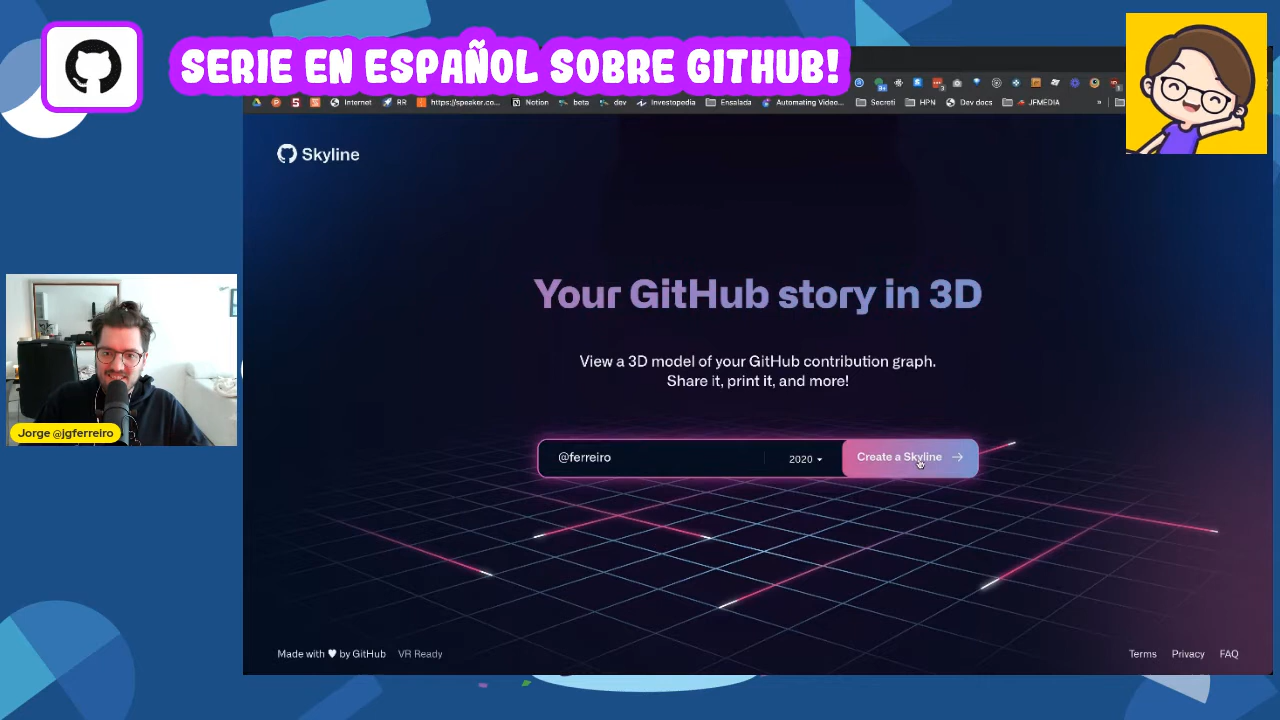 SERIE EN ESPAÑOL SOBRE GITHUB!
Internet RR https://speaker.co... Notion beta dev Investopedia Ensalada Automating Video... Secreti HPN Dev docs JFMEDIA »
Skyline
Your GitHub story in 3D
View a 3D model of your GitHub contribution graph.
Share it, print it, and more!
@ferreiro 2020 Create a Skyline →
Jorge @jgferreiro
Made with ♥ by GitHub VR Ready Terms Privacy FAQ